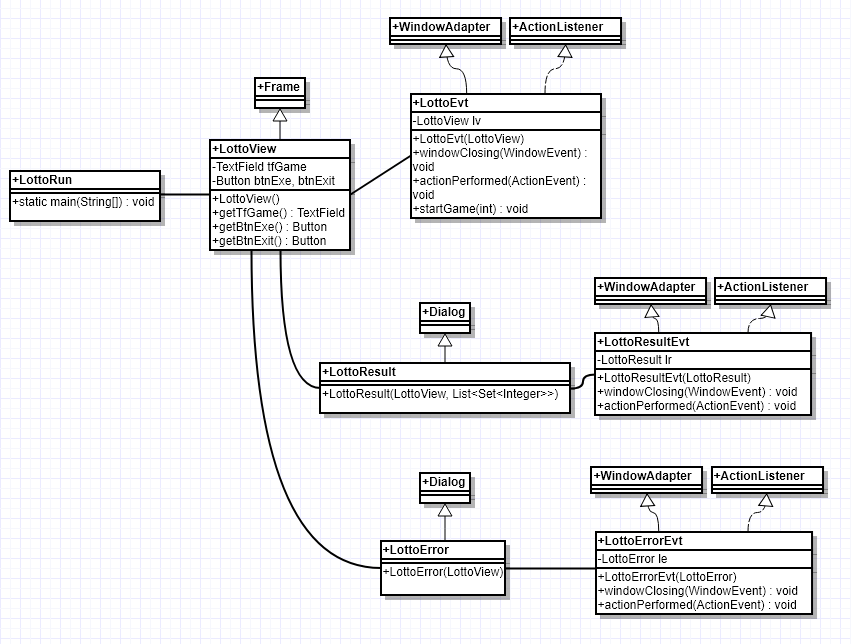 +WindowAdapter
+ActionListener
+Frame
+LottoEvt
-LottoView lv
+LottoEvt(LottoView)
+windowClosing(WindowEvent) :
void
+actionPerformed(ActionEvent) :
void
+startGame(int) : void
+LottoView
-TextField tfGame
-Button btnExe, btnExit
+LottoView()
+getTfGame() : TextField
+getBtnExe() : Button
+getBtnExit() : Button
+LottoRun
+static main(String[]) : void
+WindowAdapter
+ActionListener
+Dialog
+LottoResultEvt
-LottoResult lr
+LottoResultEvt(LottoResult)
+windowClosing(WindowEvent) : void
+actionPerformed(ActionEvent) : void
+LottoResult
+LottoResult(LottoView, List<Set<Integer>>)
+WindowAdapter
+ActionListener
+Dialog
+LottoErrorEvt
-LottoError le
+LottoErrorEvt(LottoError)
+windowClosing(WindowEvent) : void
+actionPerformed(ActionEvent) : void
+LottoError
+LottoError(LottoView)